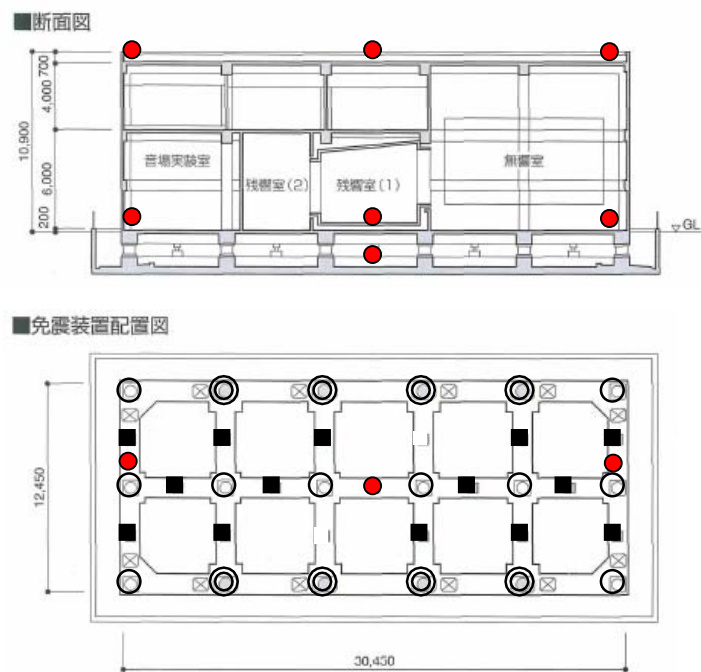 ■断面図
700
4,000
10,900
6,000
200
音場実験室
残響室(2)
残響室(1)
無響室
GL
■免震装置配置図
12,450
30,450